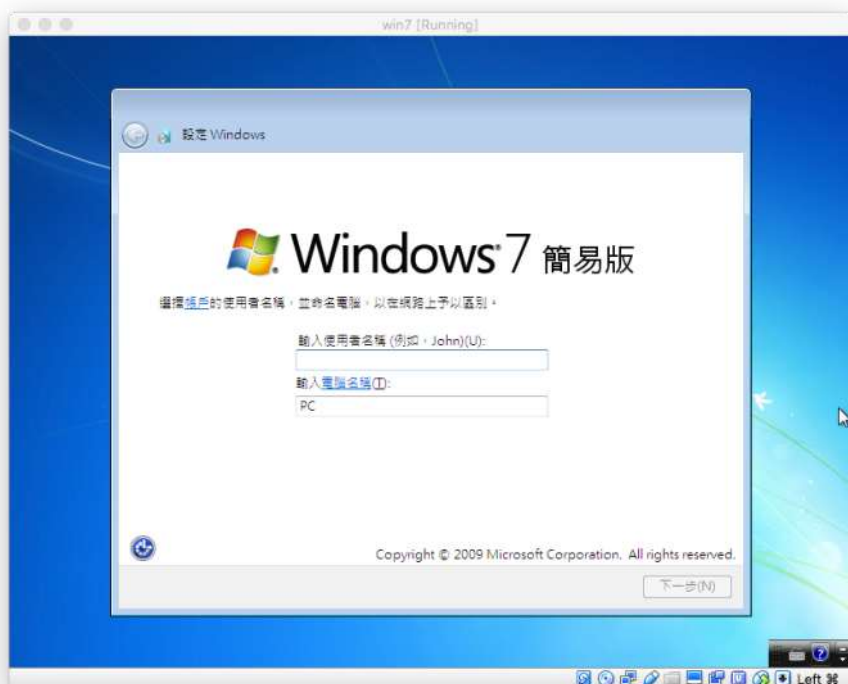 win7 [Running]
設定 Windows
Windows® 7 簡易版
選擇帳戶的使用者名稱，並命名電腦，以在網路上予以區別。
輸入使用者名稱 (例如，John)(U):
輸入電腦名稱(T):
PC
Copyright © 2009 Microsoft Corporation. All rights reserved.
下一步(N)
Left ⌘